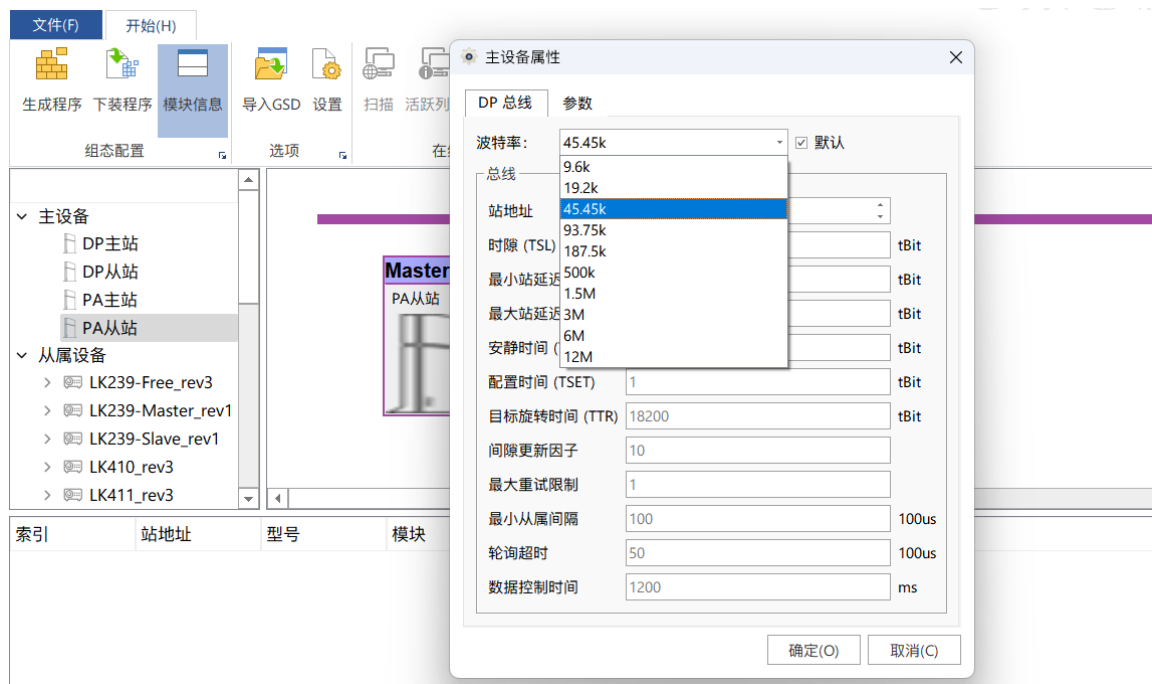 文件(F)
开始(H)
生成程序
下装程序
模块信息
导入GSD
设置
扫描
活跃列
组态配置
选项
主设备
DP主站
DP从站
PA主站
PA从站
从属设备
LK239-Free_rev3
LK239-Master_rev1
LK239-Slave_rev1
LK410_rev3
LK411_rev3
Master
PA从站
索引
站地址
型号
模块
主设备属性
DP 总线
参数
波特率:
45.45k
默认
9.6k
19.2k
45.45k
93.75k
187.5k
500k
1.5M
3M
6M
12M
总线
站地址
时隙 (TSL)
tBit
最小站延迟
tBit
最大站延迟
tBit
安静时间 (
tBit
配置时间 (TSET)
1
tBit
目标旋转时间 (TTR)
18200
tBit
间隙更新因子
10
最大重试限制
1
最小从属间隔
100
100us
轮询超时
50
100us
数据控制时间
1200
ms
确定(O)
取消(C)